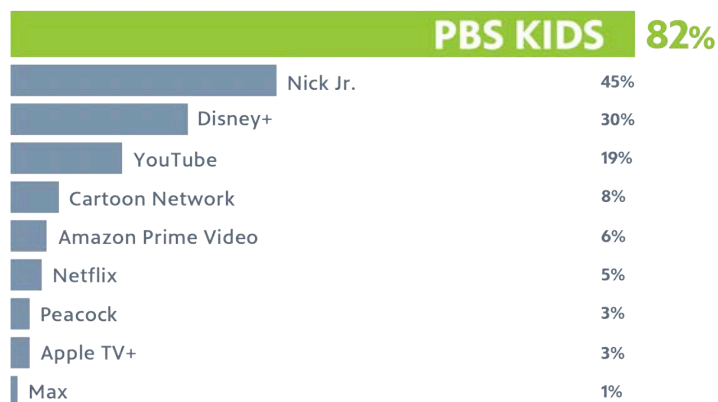 PBS KIDS 82%
Nick Jr. 45%
Disney+ 30%
YouTube 19%
Cartoon Network 8%
Amazon Prime Video 6%
Netflix 5%
Peacock 3%
Apple TV+ 3%
Max 1%